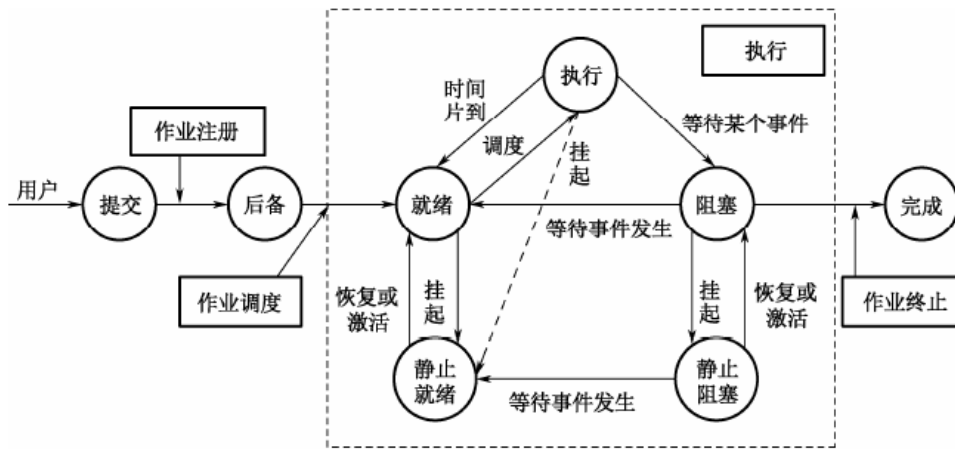 执行
执行
时间
片到
等待某个事件
作业注册
调度
挂
起
用户
提交
后备
就绪
阻塞
完成
等待事件发生
作业调度
恢复或
激活
挂
起
挂
起
恢复或
激活
作业终止
静止
就绪
静止
阻塞
等待事件发生